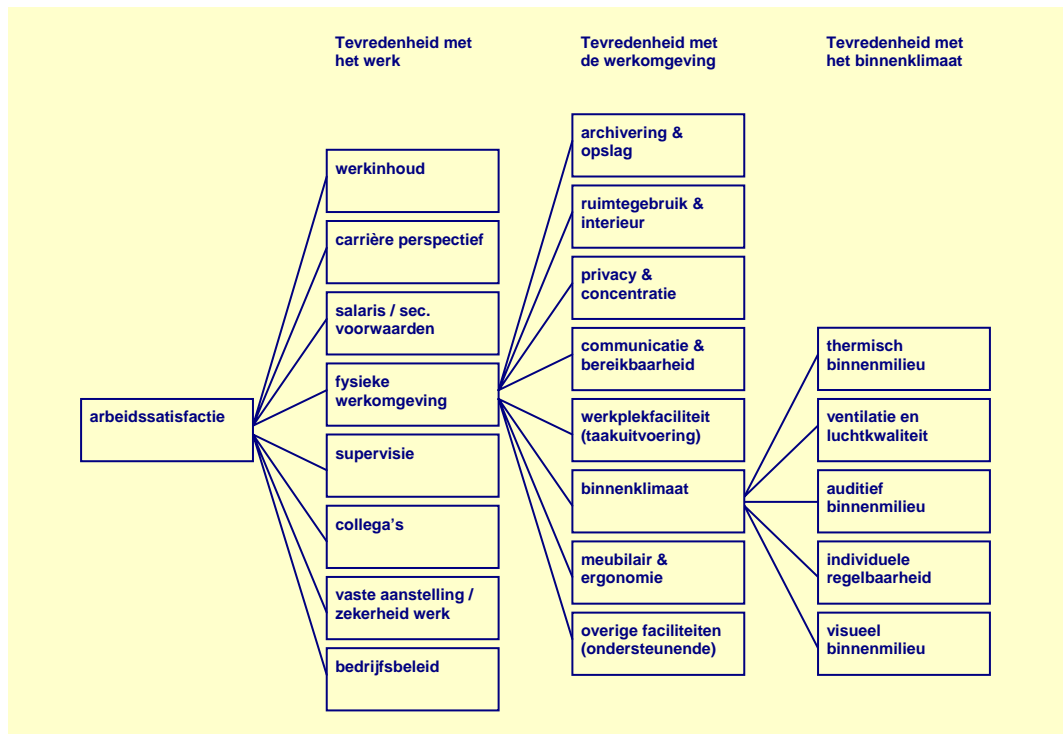 Tevredenheid met
het werk
Tevredenheid met
de werkomgeving
Tevredenheid met
het binnenklimaat
arbeidssatisfactie
werkinhoud
carrière perspectief
salaris / sec.
voorwaarden
fysieke
werkomgeving
supervisie
collega's
vaste aanstelling /
zekerheid werk
bedrijfsbeleid
archivering &
opslag
ruimtegebruik &
interieur
privacy &
concentratie
communicatie &
bereikbaarheid
werkplekfaciliteit
(taakuitvoering)
binnenklimaat
meubilair &
ergonomie
overige faciliteiten
(ondersteunende)
thermisch
binnenmilieu
ventilatie en
luchtkwaliteit
auditief
binnenmilieu
individuele
regelbaarheid
visueel
binnenmilieu